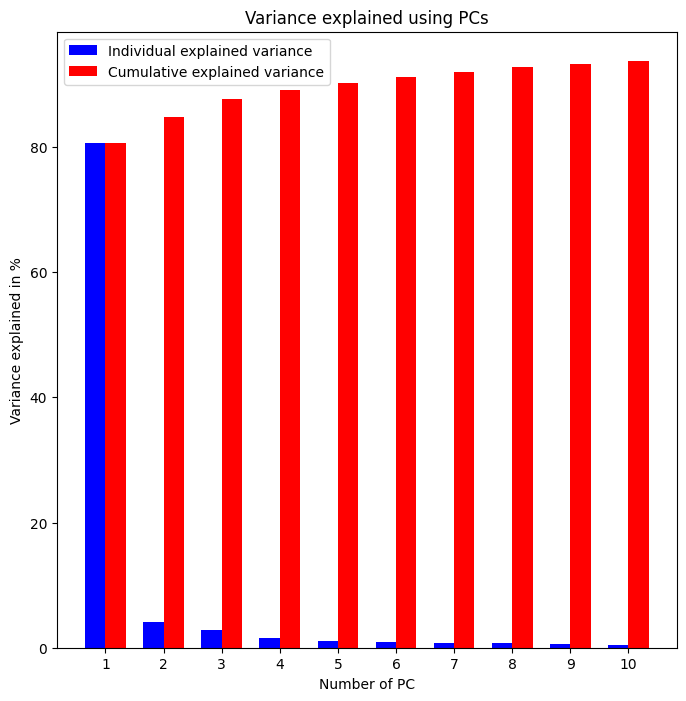 Variance explained using PCs
Individual explained variance
Cumulative explained variance
80
60
40
20
0
Variance explained in %
1 2 3 4 5 6 7 8 9 10
Number of PC